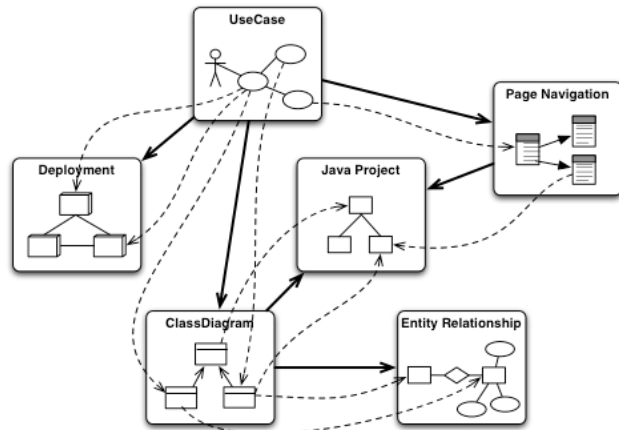 UseCase
Page Navigation
Deployment
Java Project
ClassDiagram
Entity Relationship